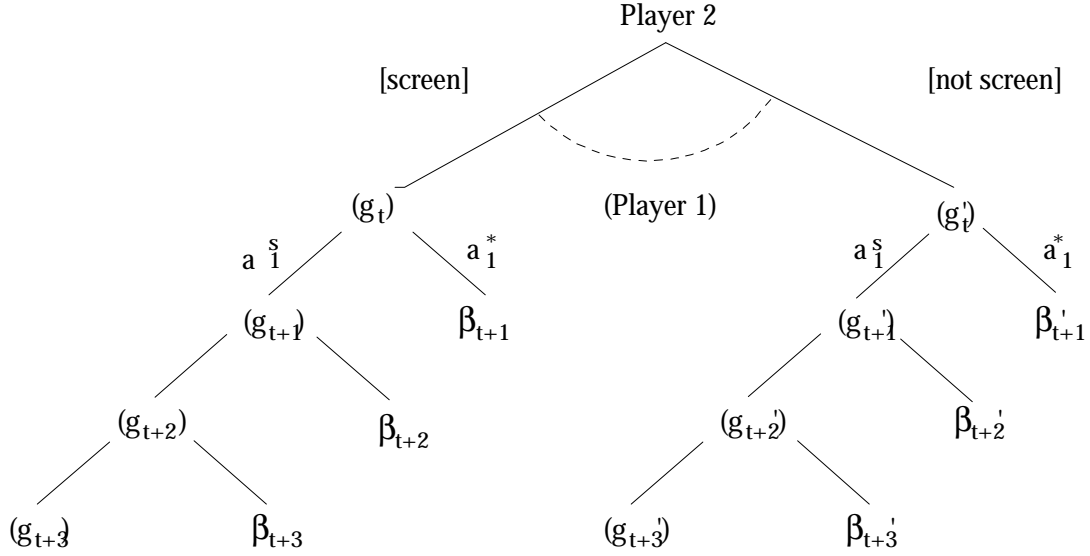 Player 2
[screen] [not screen]
(g_t) (Player 1) (g_t')
a_1^s a_1^* a_1^s a_1^*
(g_{t+1}) β_{t+1} (g_{t+1}') β_{t+1}'
(g_{t+2}) β_{t+2} (g_{t+2}') β_{t+2}'
(g_{t+3}) β_{t+3} (g_{t+3}') β_{t+3}'